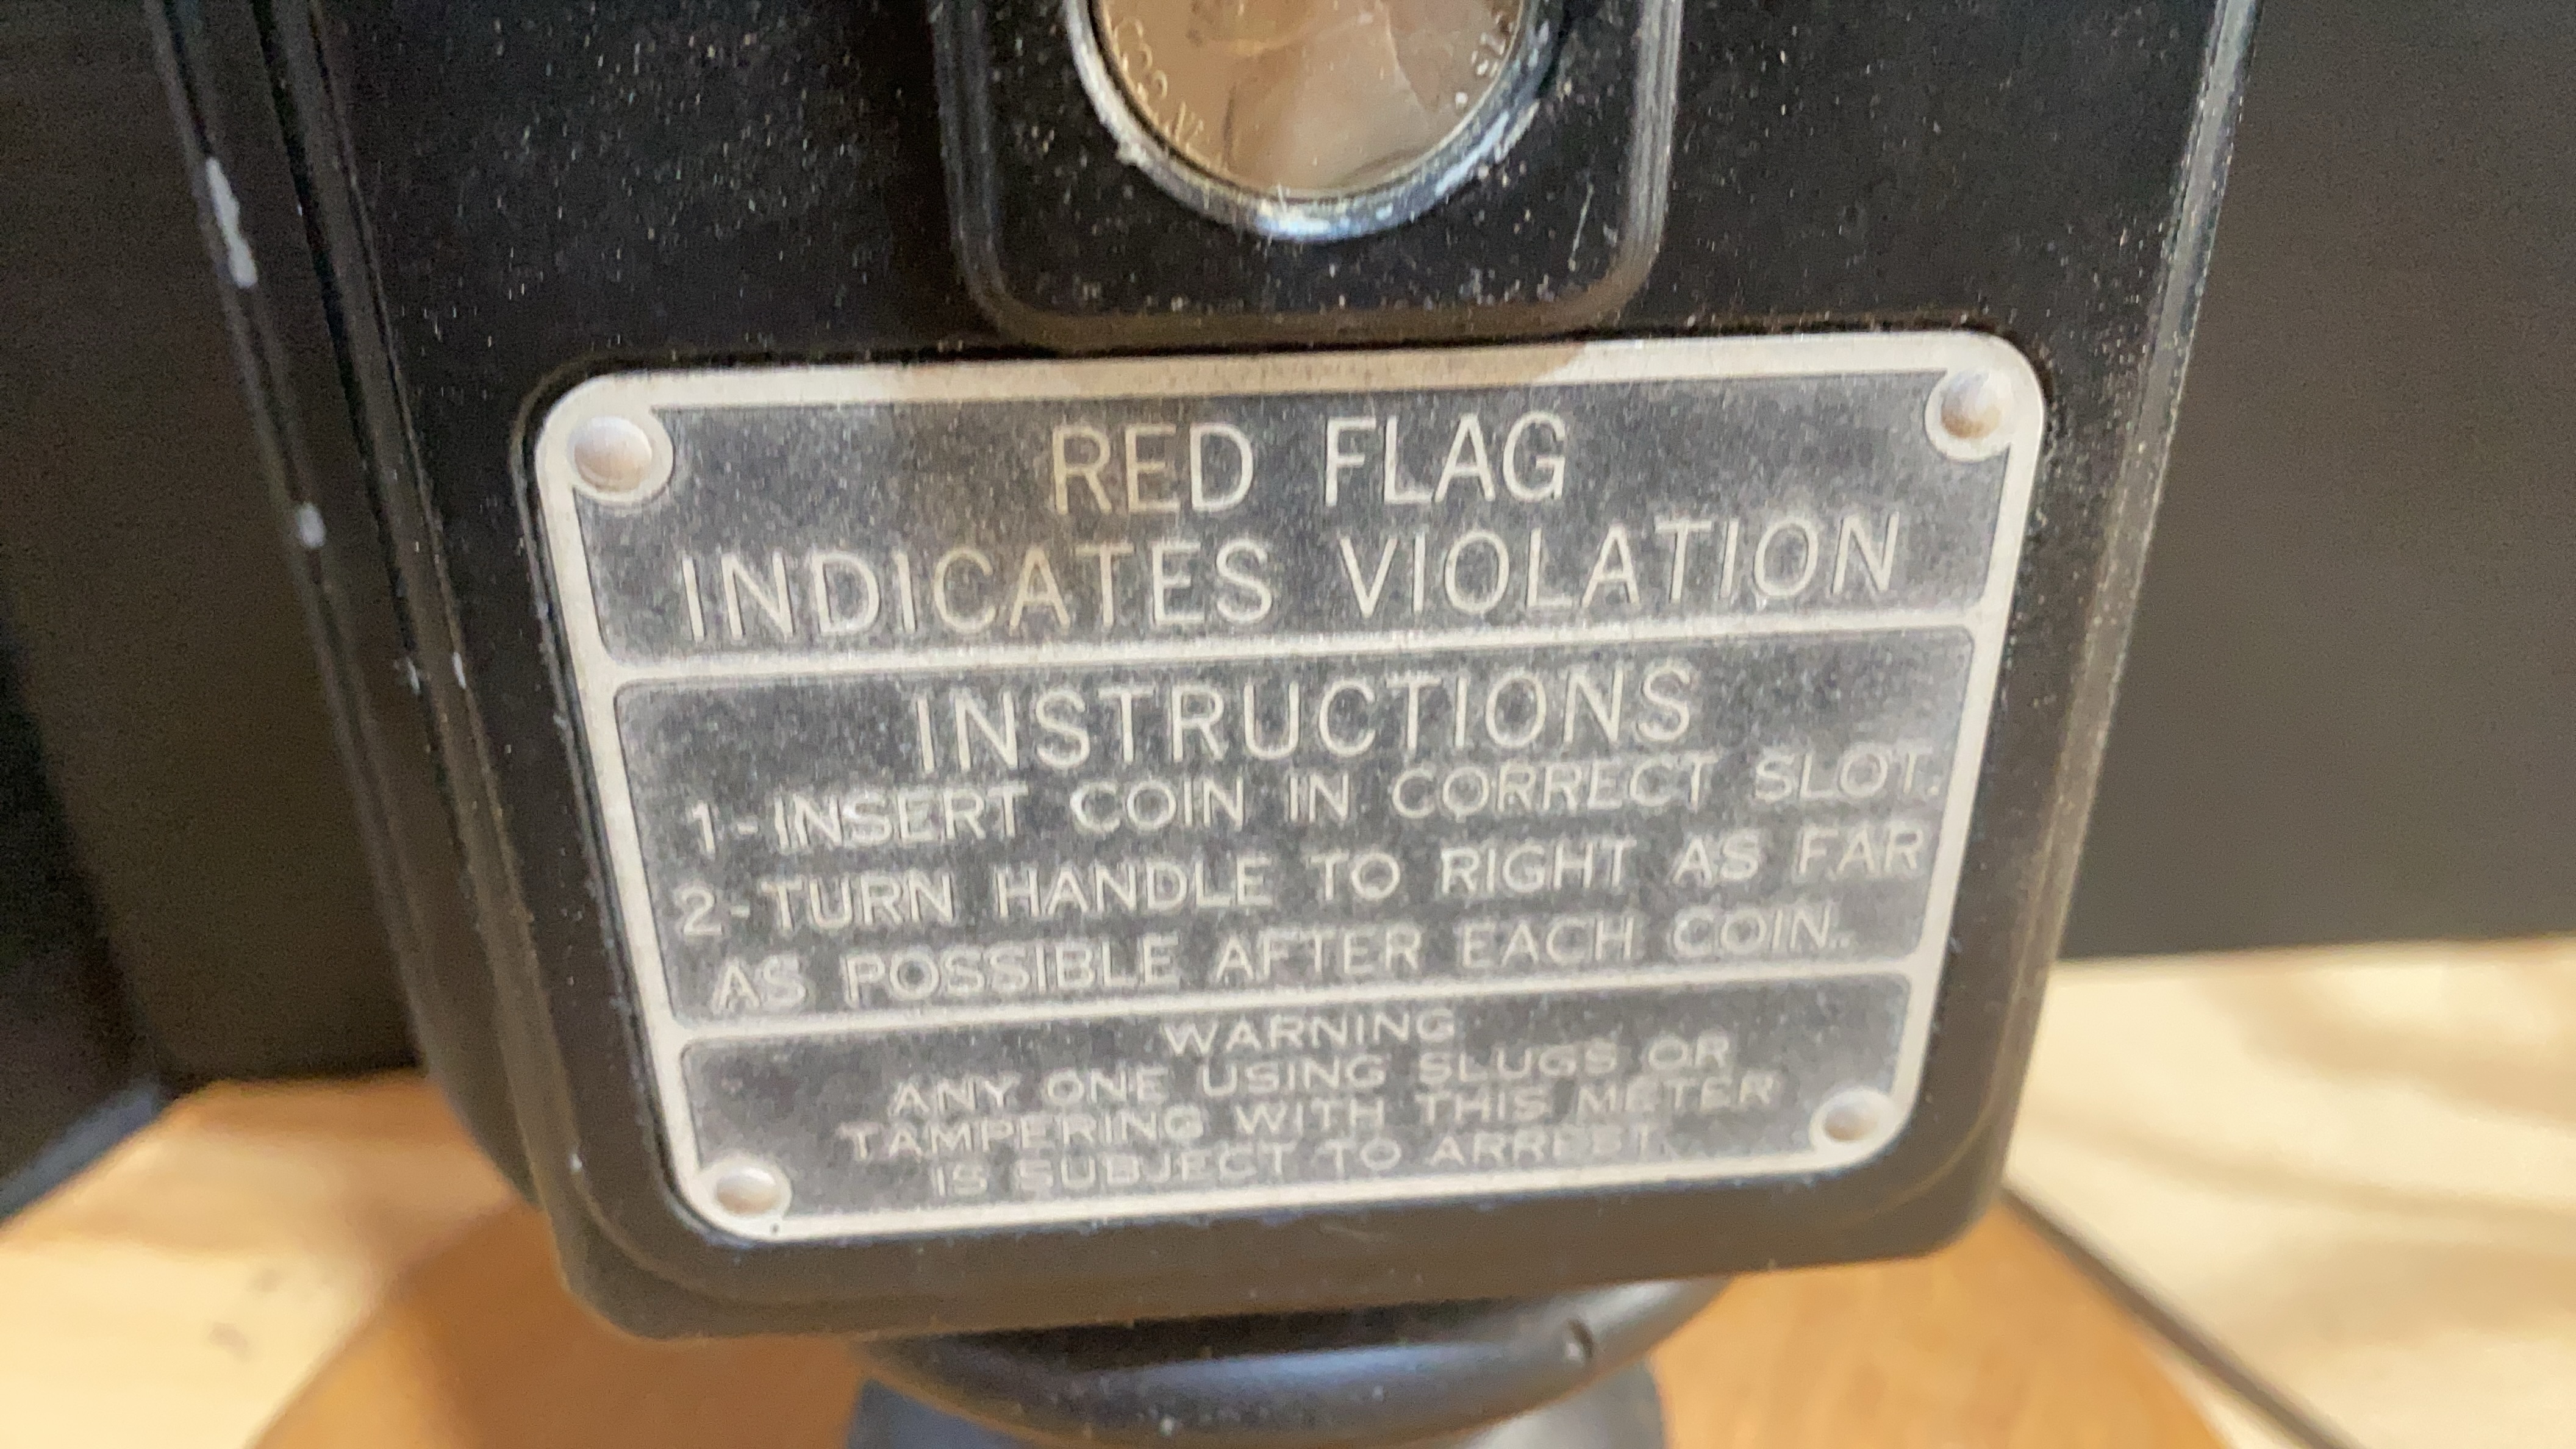 RED FLAG
INDICATES VIOLATION
INSTRUCTIONS
1-INSERT COIN IN CORRECT SLOT.
2-TURN HANDLE TO RIGHT AS FAR
AS POSSIBLE AFTER EACH COIN.
WARNING
ANY ONE USING SLUGS OR
TAMPERING WITH THIS METER
IS SUBJECT TO ARREST.